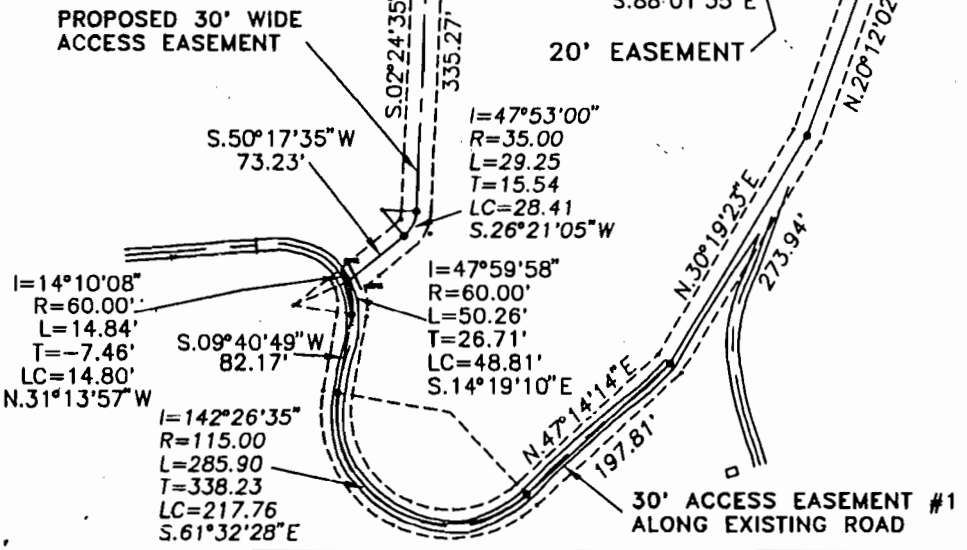 PROPOSED 30' WIDE
ACCESS EASEMENT
S.02°24'35"
335.27'
S.88°01'55"E
20' EASEMENT
N.20°12'02
I=47°53'00"
R=35.00
L=29.25
T=15.54
LC=28.41
S.26°21'05"W
S.50°17'35"W
73.23'
I=14°10'08"
R=60.00'
L=14.84'
T=-7.46'
LC=14.80'
N.31°13'57"W
S.09°40'49"W
82.17'
I=47°59'58"
R=60.00'
L=50.26'
T=26.71'
LC=48.81'
S.14°19'10"E
N.30°19'23"E
273.94'
N.47°14'14"E
197.81'
I=142°26'35"
R=115.00
L=285.90
T=338.23
LC=217.76
S.61°32'28"E
30' ACCESS EASEMENT #1
ALONG EXISTING ROAD